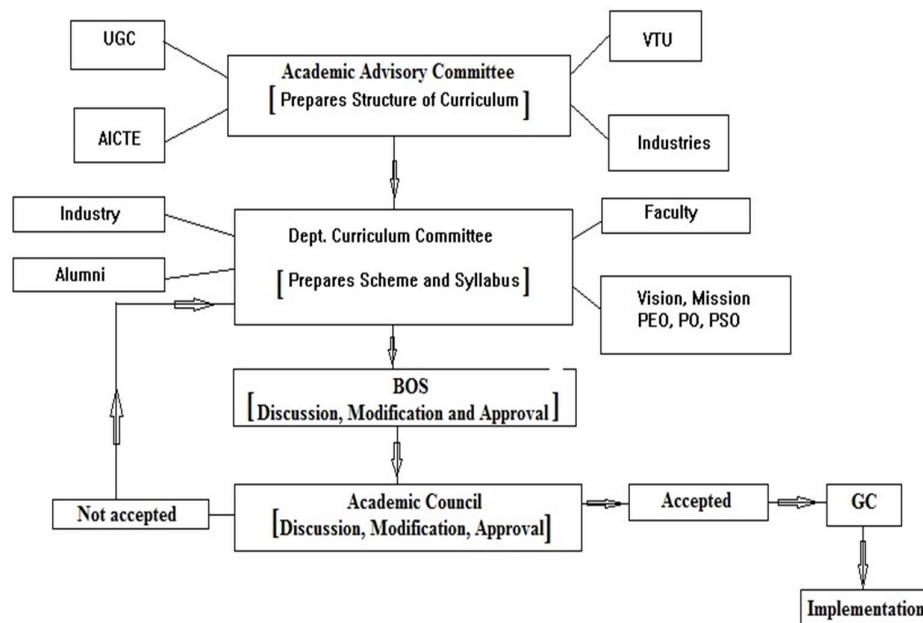 UGC
VTU
Academic Advisory Committee
[ Prepares Structure of Curriculum ]
AICTE
Industries
Industry
Faculty
Dept. Curriculum Committee
Alumni
[ Prepares Scheme and Syllabus ]
Vision, Mission
PEO, PO, PSO
BOS
[Discussion, Modification and Approval]
Academic Council
[Discussion, Modification, Approval]
Not accepted
Accepted
GC
Implementation